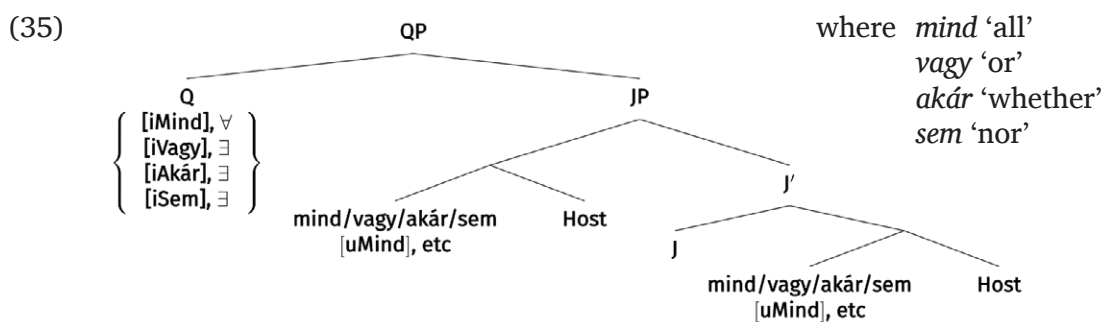 (35)
QP
where mind ‘all’
vagy ‘or’
akár ‘whether’
sem ‘nor’
Q
JP
[iMind], ∀
[iVagy], ∃
[iAkár], ∃
[iSem], ∃
J′
mind/vagy/akár/sem
[uMind], etc
Host
J
mind/vagy/akár/sem
[uMind], etc
Host